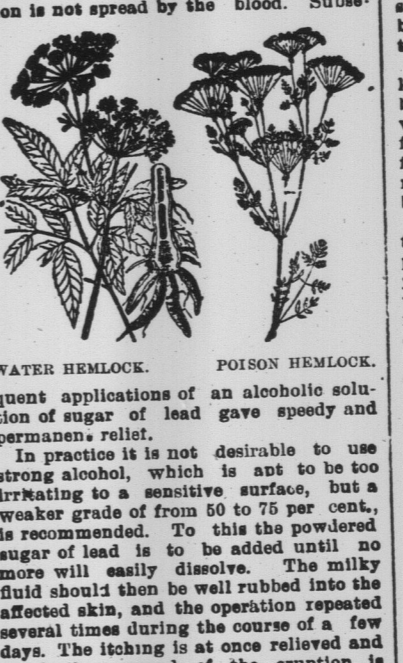 on is not spread by the blood. Subse-
WATER HEMLOCK.
POISON HEMLOCK.
quent applications of an alcoholic solu-
tion of sugar of lead gave speedy and
permanent relief.
In practice it is not desirable to use
strong alcohol, which is apt to be too
irritating to a sensitive surface, but a
weaker grade of from 50 to 75 per cent.,
is recommended. To this the powdered
sugar of lead is to be added until no
more will easily dissolve. The milky
fluid should then be well rubbed into the
affected skin, and the operation repeated
several times during the course of a few
days. The itching is at once relieved and
the eruption is